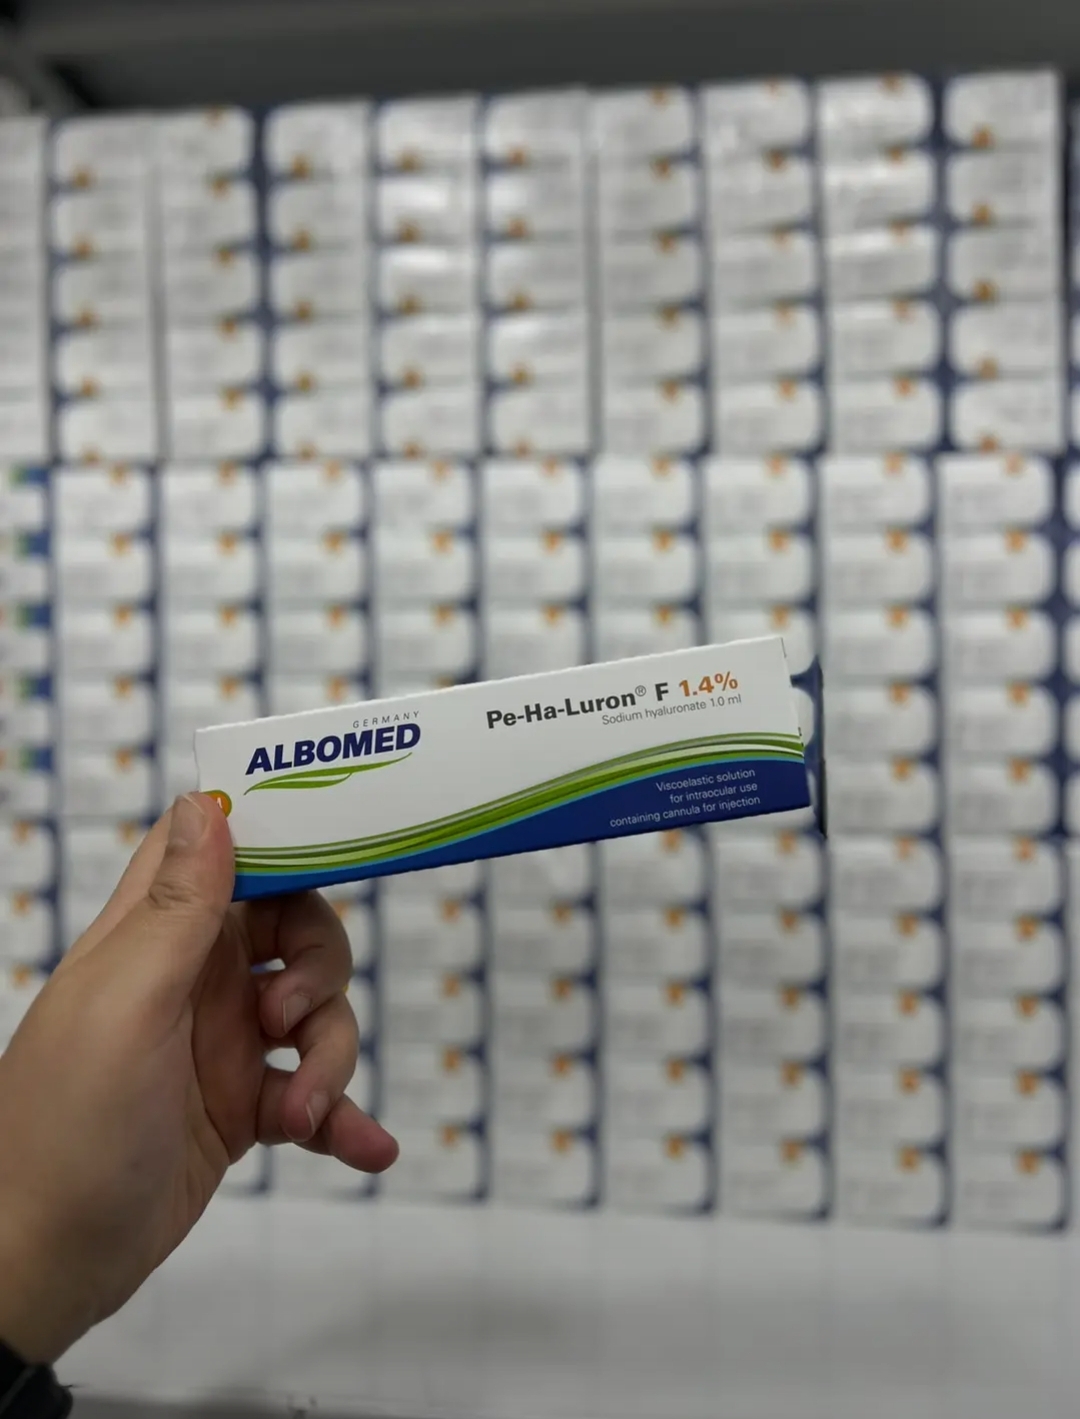 GERMANY
ALBOMED
Pe-Ha-Luron® F 1.4%
Sodium hyaluronate 1.0 ml
Viscoelastic solution
for intraocular use
containing cannula for injection